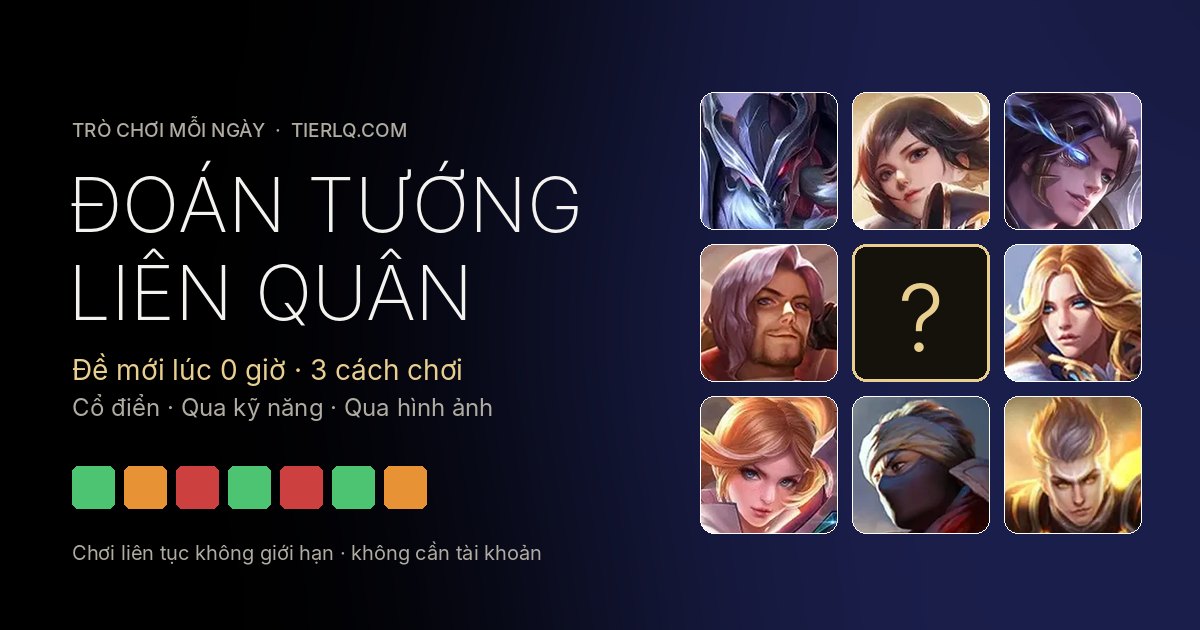 TRÒ CHƠI MỖI NGÀY · TIERLQ.COM
ĐOÁN TƯỚNG
LIÊN QUÂN
Đề mới lúc 0 giờ · 3 cách chơi
Cổ điển · Qua kỹ năng · Qua hình ảnh
Chơi liên tục không giới hạn · không cần tài khoản
?